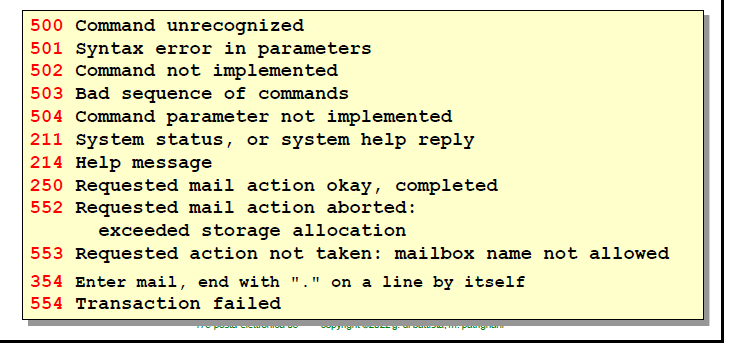 500 Command unrecognized
501 Syntax error in parameters
502 Command not implemented
503 Bad sequence of commands
504 Command parameter not implemented
211 System status, or system help reply
214 Help message
250 Requested mail action okay, completed
552 Requested mail action aborted:
exceeded storage allocation
553 Requested action not taken: mailbox name not allowed
354 Enter mail, end with "." on a line by itself
554 Transaction failed